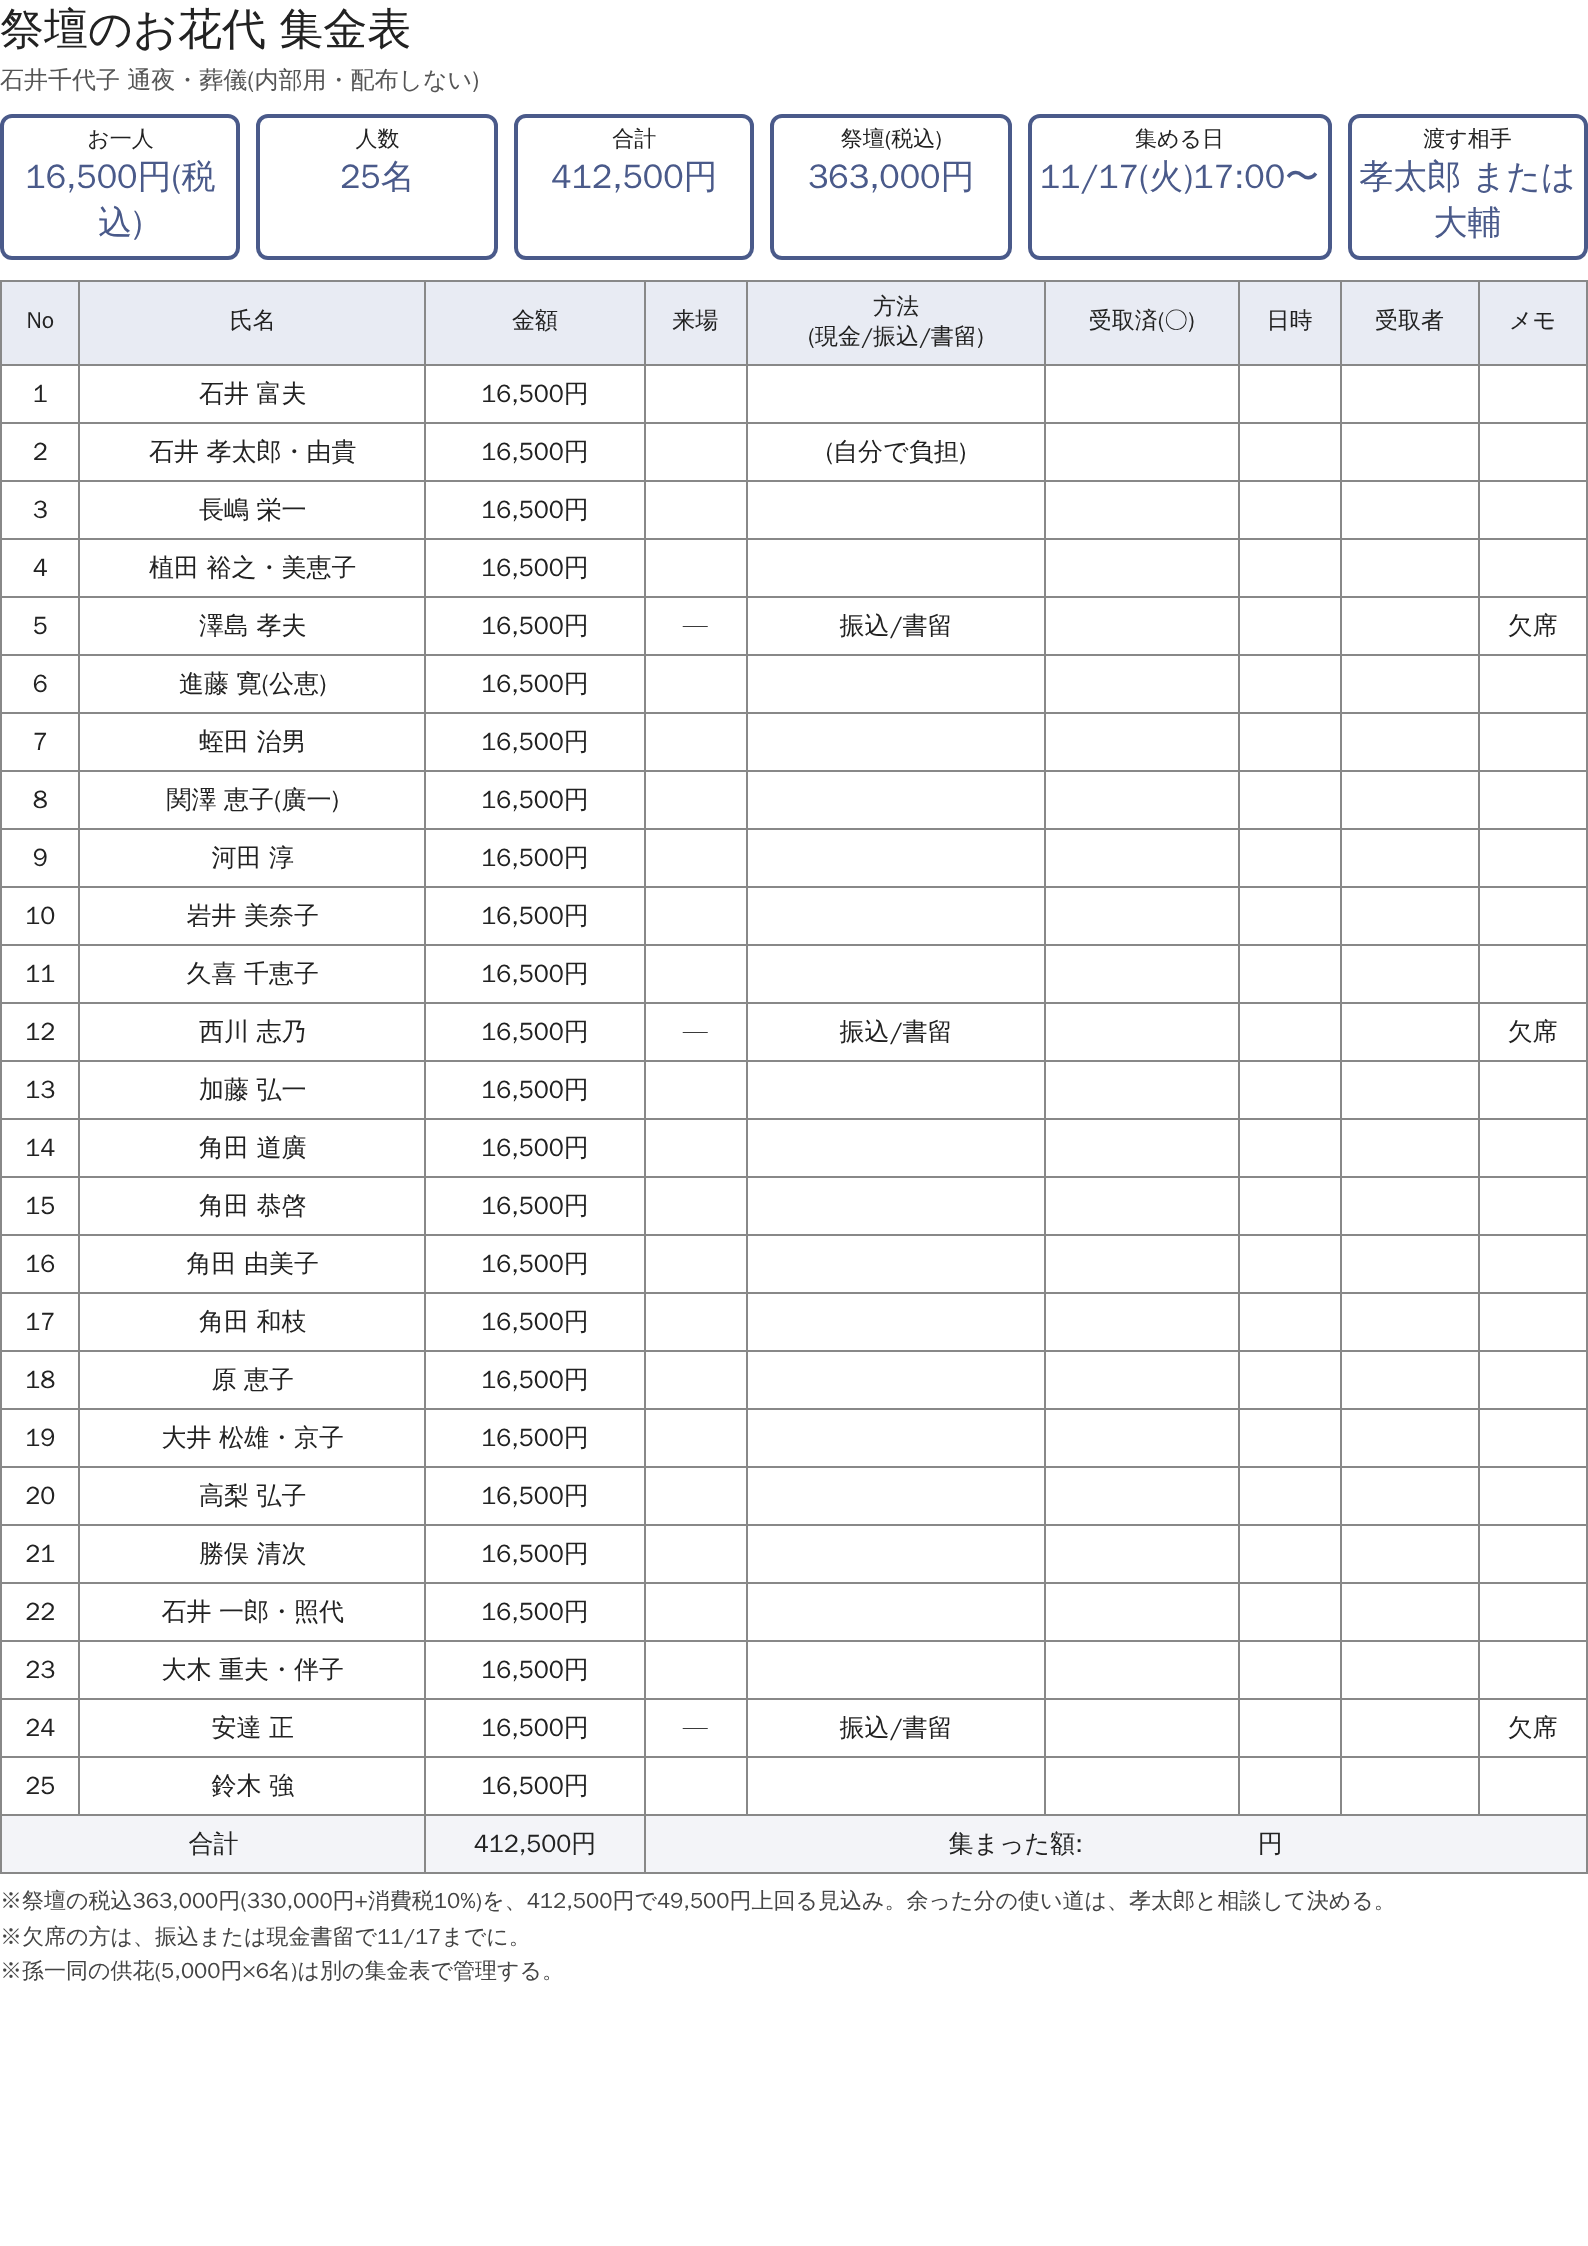 祭壇のお花代 集金表
石井千代子 通夜・葬儀(内部用・配布しない)
お一人
16,500円(税
込)
人数
25名
合計
412,500円
祭壇(税込)
363,000円
集める日
11/17(火)17:00〜
渡す相手
孝太郎 または
大輔
No 氏名 金額 来場 方法 (現金/振込/書留) 受取済(〇) 日時 受取者 メモ
1 石井 富夫 16,500円
2 石井 孝太郎・由貴 16,500円 (自分で負担)
3 長嶋 栄一 16,500円
4 植田 裕之・美恵子 16,500円
5 澤島 孝夫 16,500円 — 振込/書留 欠席
6 進藤 寛(公恵) 16,500円
7 蛭田 治男 16,500円
8 関澤 恵子(廣一) 16,500円
9 河田 淳 16,500円
10 岩井 美奈子 16,500円
11 久喜 千恵子 16,500円
12 西川 志乃 16,500円 — 振込/書留 欠席
13 加藤 弘一 16,500円
14 角田 道廣 16,500円
15 角田 恭啓 16,500円
16 角田 由美子 16,500円
17 角田 和枝 16,500円
18 原 恵子 16,500円
19 大井 松雄・京子 16,500円
20 高梨 弘子 16,500円
21 勝俣 清次 16,500円
22 石井 一郎・照代 16,500円
23 大木 重夫・伴子 16,500円
24 安達 正 16,500円 — 振込/書留 欠席
25 鈴木 強 16,500円
合計 412,500円 集まった額: 円
※祭壇の税込363,000円(330,000円+消費税10%)を、412,500円で49,500円上回る見込み。余った分の使い道は、孝太郎と相談して決める。
※欠席の方は、振込または現金書留で11/17までに。
※孫一同の供花(5,000円×6名)は別の集金表で管理する。